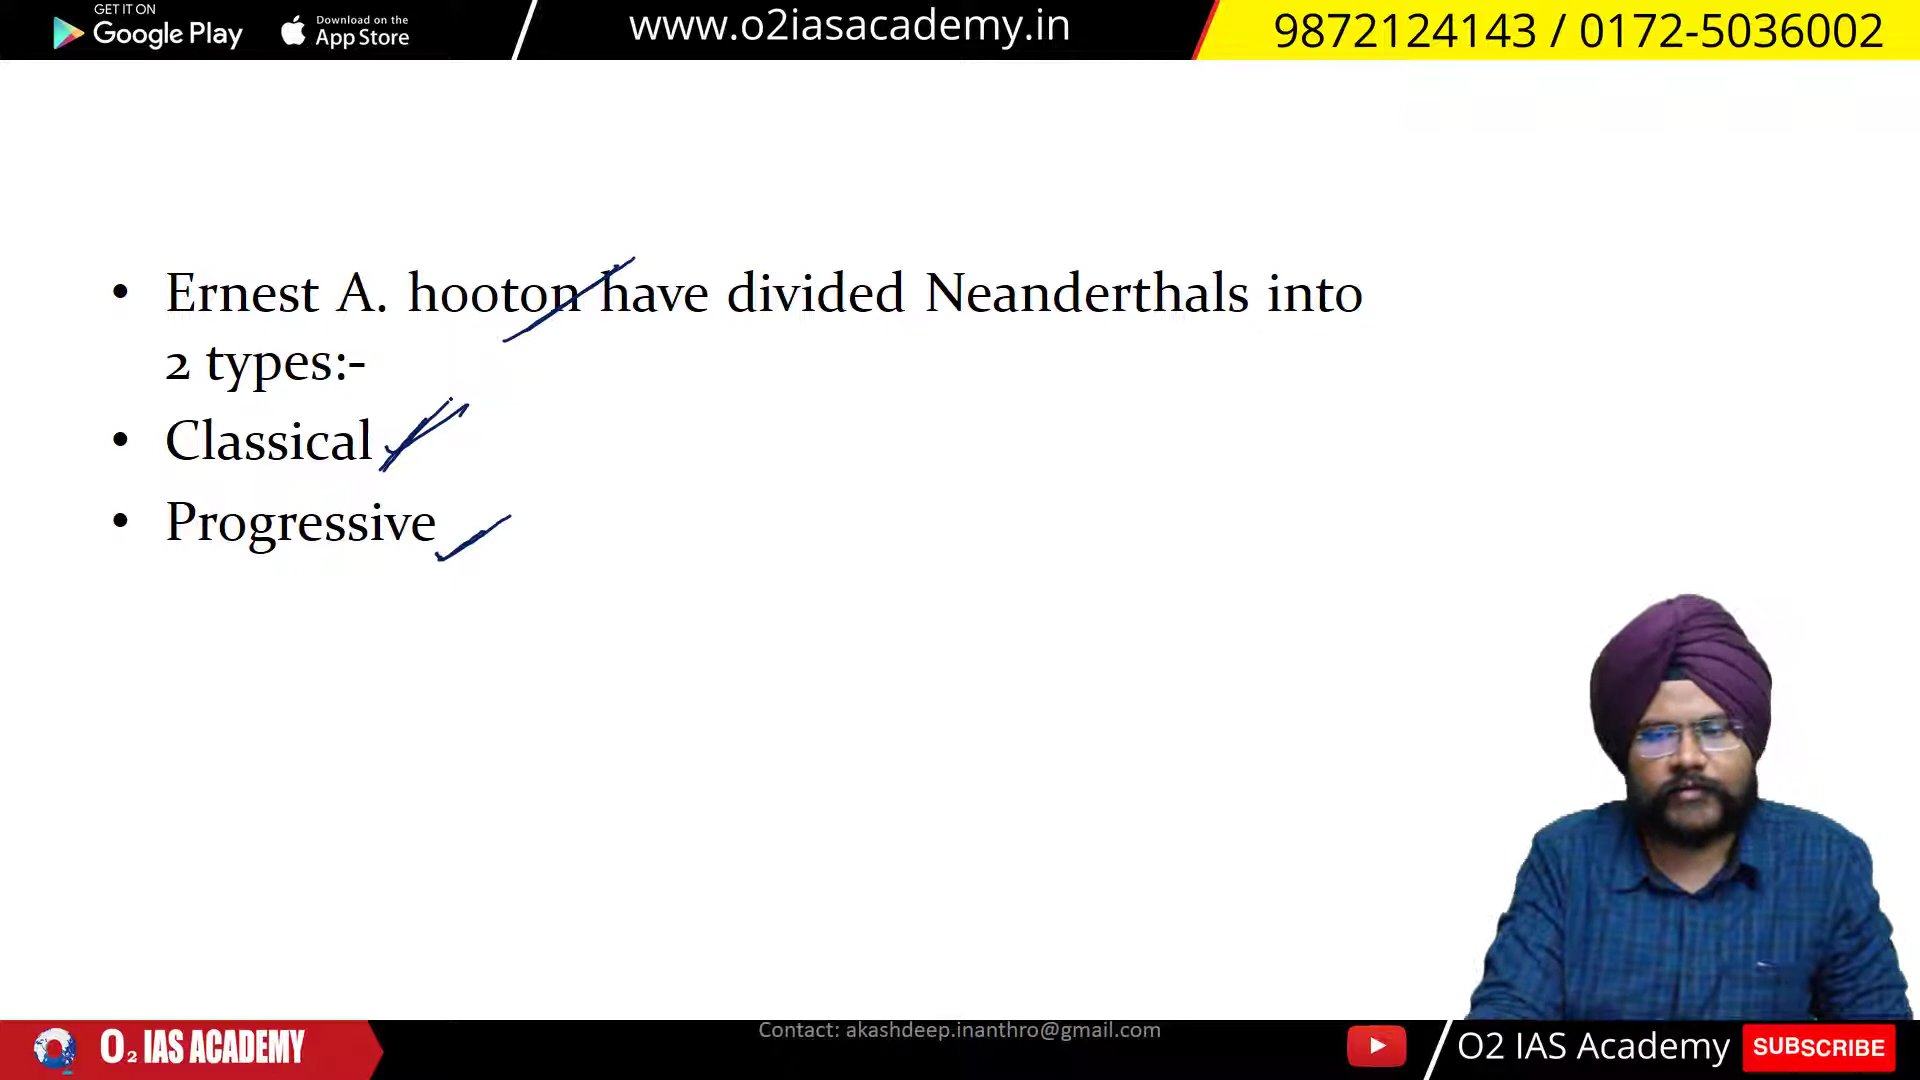 GET IT ON
Google Play
Download on the
App Store
www.o2iasacademy.in
9872124143 / 0172-5036002
• Ernest A. hooton have divided Neanderthals into
2 types:-
• Classical
• Progressive
O2 IAS ACADEMY
Contact: akashdeep.inanthro@gmail.com
O2 IAS Academy
SUBSCRIBE